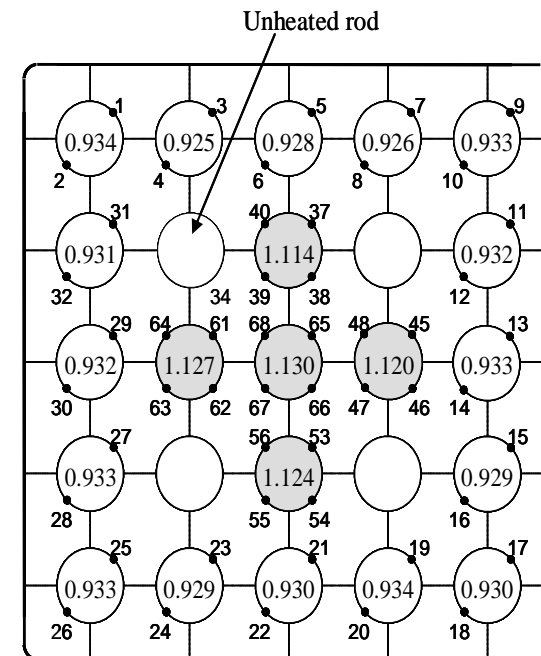 Unheated rod
1 3 5 7 9
0.934 0.925 0.928 0.926 0.933
2 4 6 8 10
31 40 37 11
0.931 1.114 0.932
32 34 39 38 12
29 64 61 68 65 48 45 13
0.932 1.127 1.130 1.120 0.933
30 63 62 67 66 47 46 14
27 56 53 15
0.933 1.124 0.929
28 55 54 16
25 23 21 19 17
0.933 0.929 0.930 0.934 0.930
26 24 22 20 18